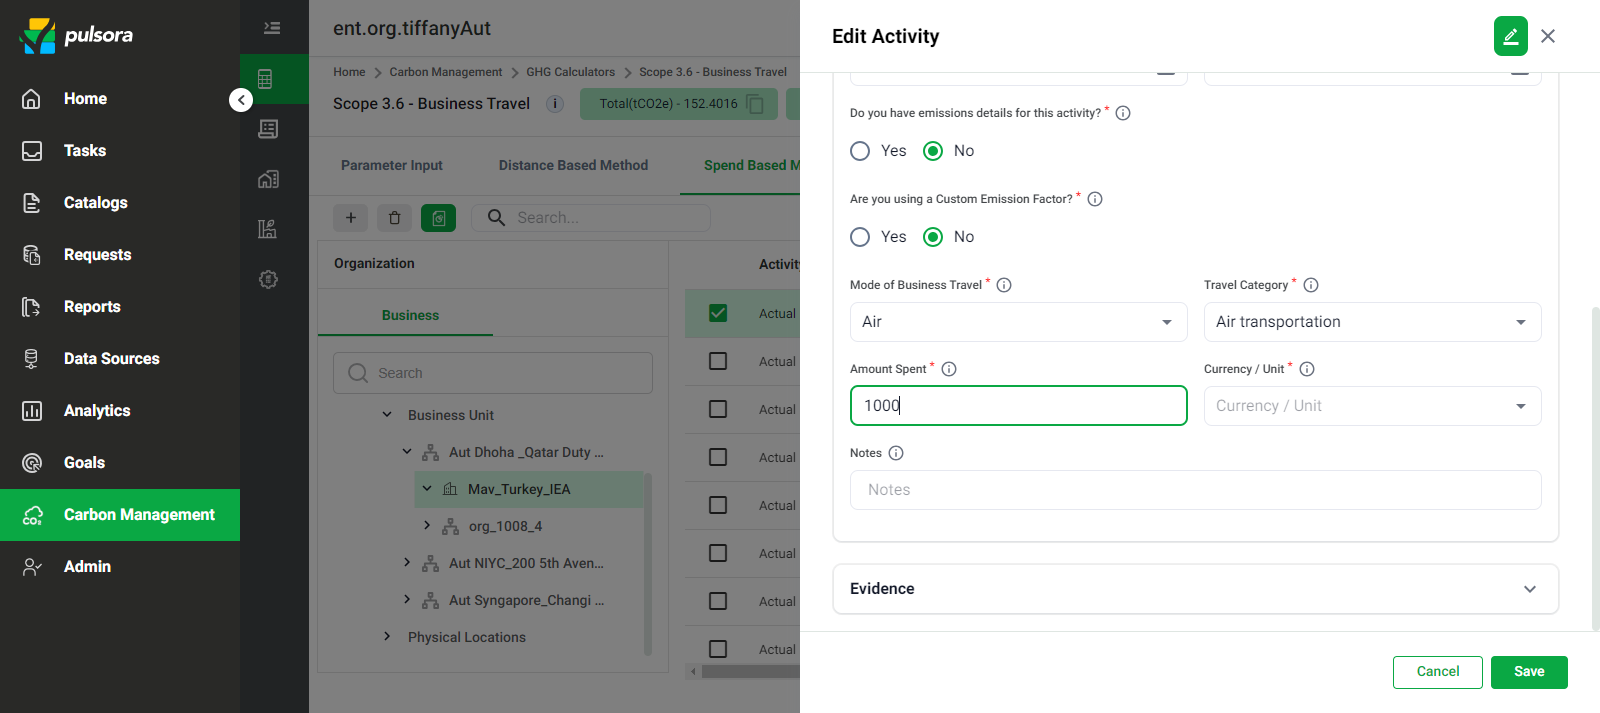 pulsora
Home
Tasks
Catalogs
Requests
Reports
Data Sources
Analytics
Goals
Carbon Management
Admin
ent.org.tiffanyAut
Home > Carbon Management > GHG Calculators > Scope 3.6 - Business Travel
Scope 3.6 - Business Travel
Total(tCO2e) - 152.4016
Parameter Input
Distance Based Method
Spend Based M
Search...
Organization
Business
Search
Business Unit
Aut Dhoha _Qatar Duty ...
Mav_Turkey_IEA
org_1008_4
Aut NIYC_200 5th Aven...
Aut Syngapore_Changi ...
Physical Locations
Activity
Actual
Actual
Actual
Actual
Actual
Actual
Actual
Actual
Edit Activity
Do you have emissions details for this activity? *
Yes No
Are you using a Custom Emission Factor? *
Yes No
Mode of Business Travel * Travel Category *
Air Air transportation
Amount Spent * Currency / Unit *
1000 Currency / Unit
Notes
Notes
Evidence
Cancel Save